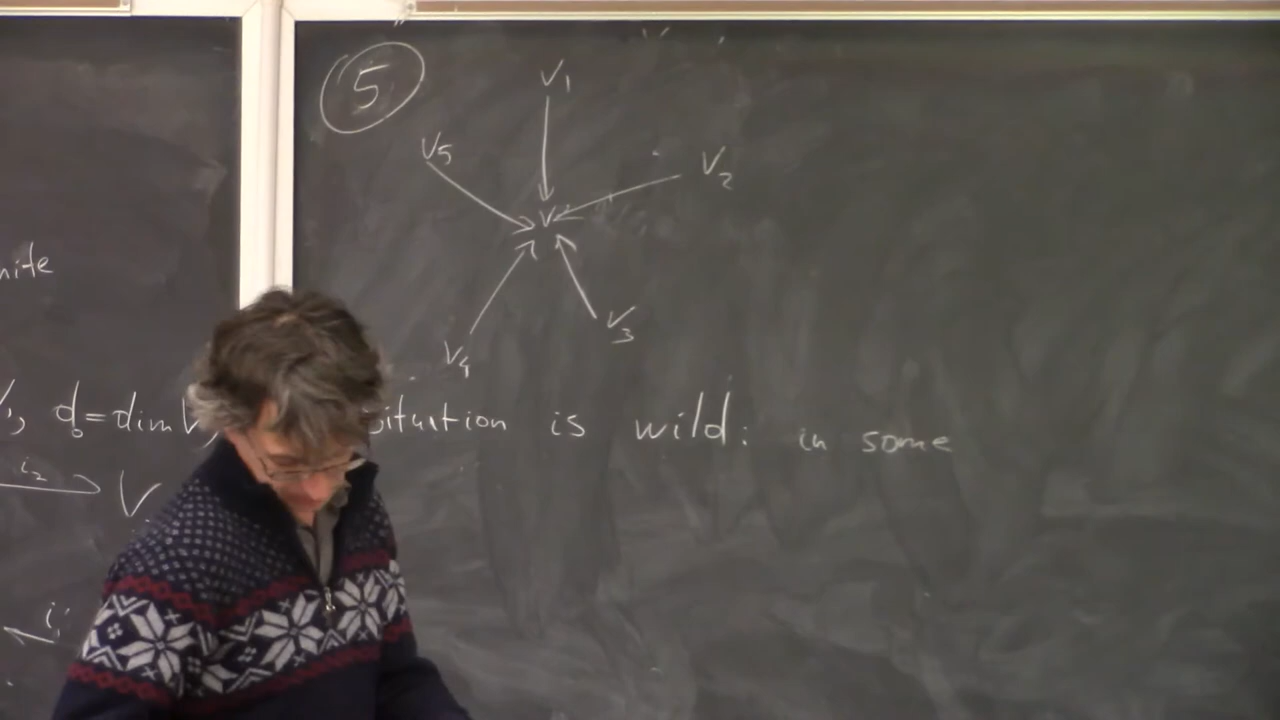 5
V₁
V₅
V₂
V
V₃
V₄
V, d₀=dim V, situation is wild: in some
i₂
V
i